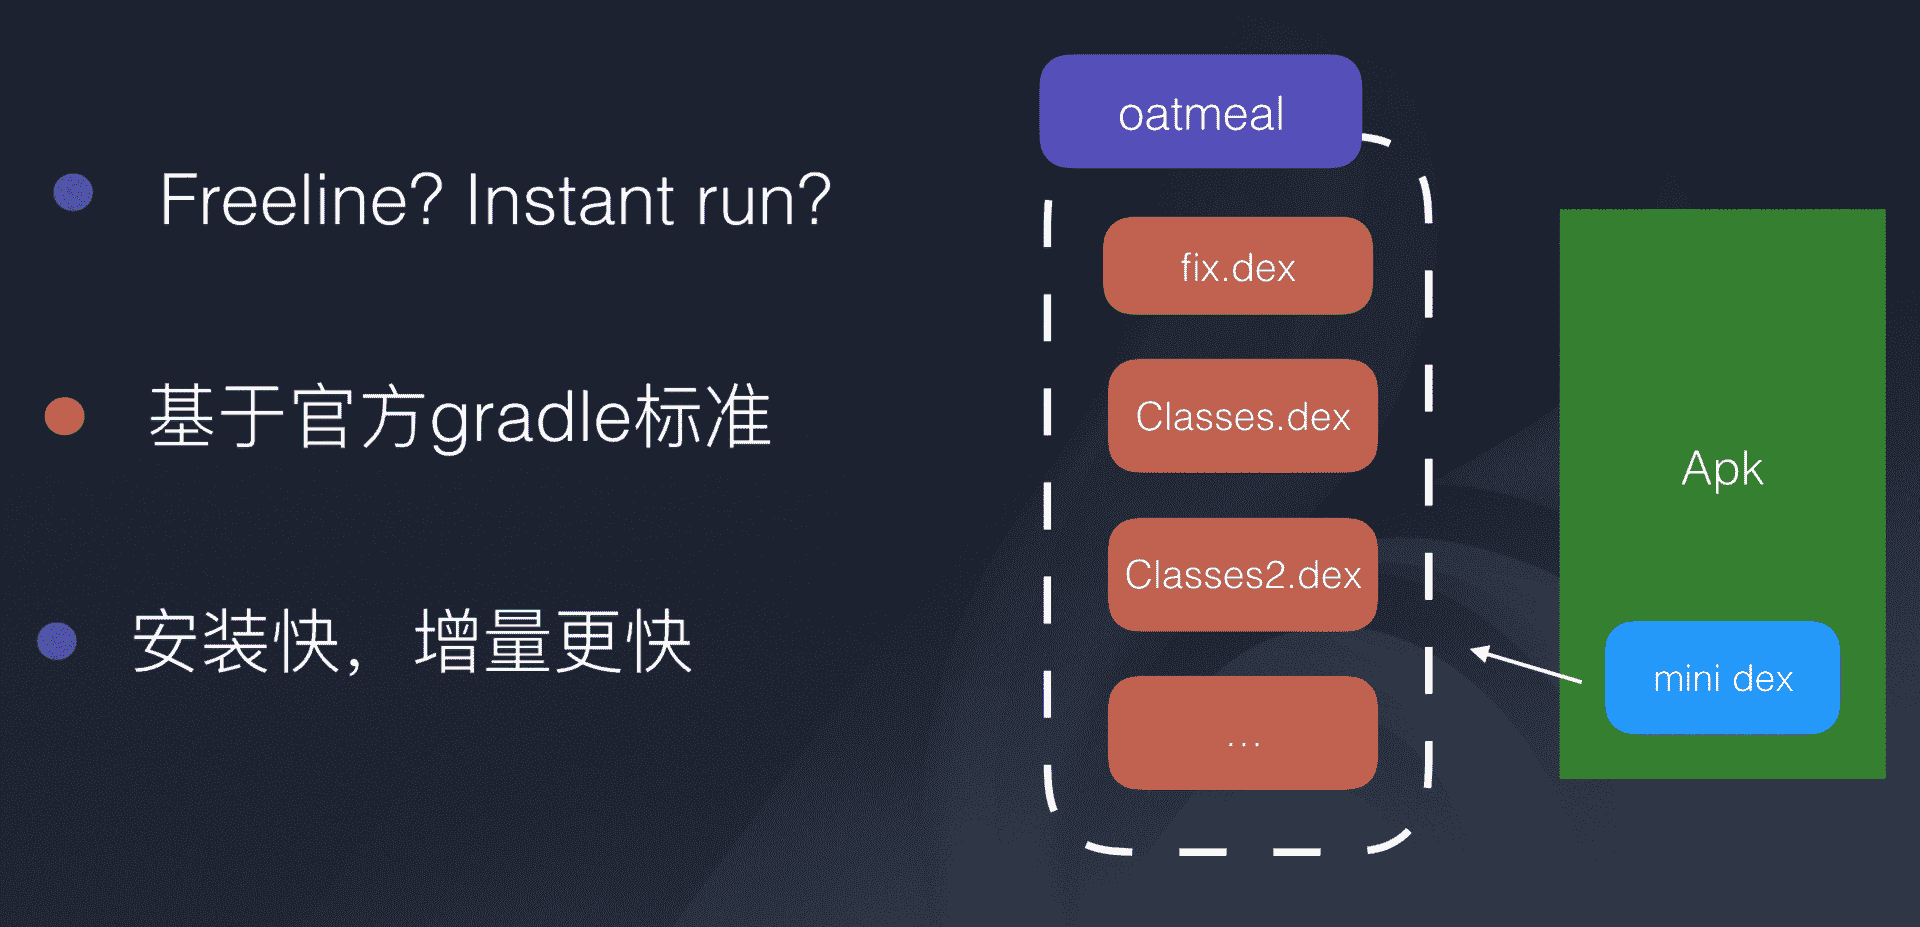 Freeline? Instant run?
基于官方gradle标准
安装快，增量更快
oatmeal
fix.dex
Classes.dex
Classes2.dex
...
Apk
mini dex